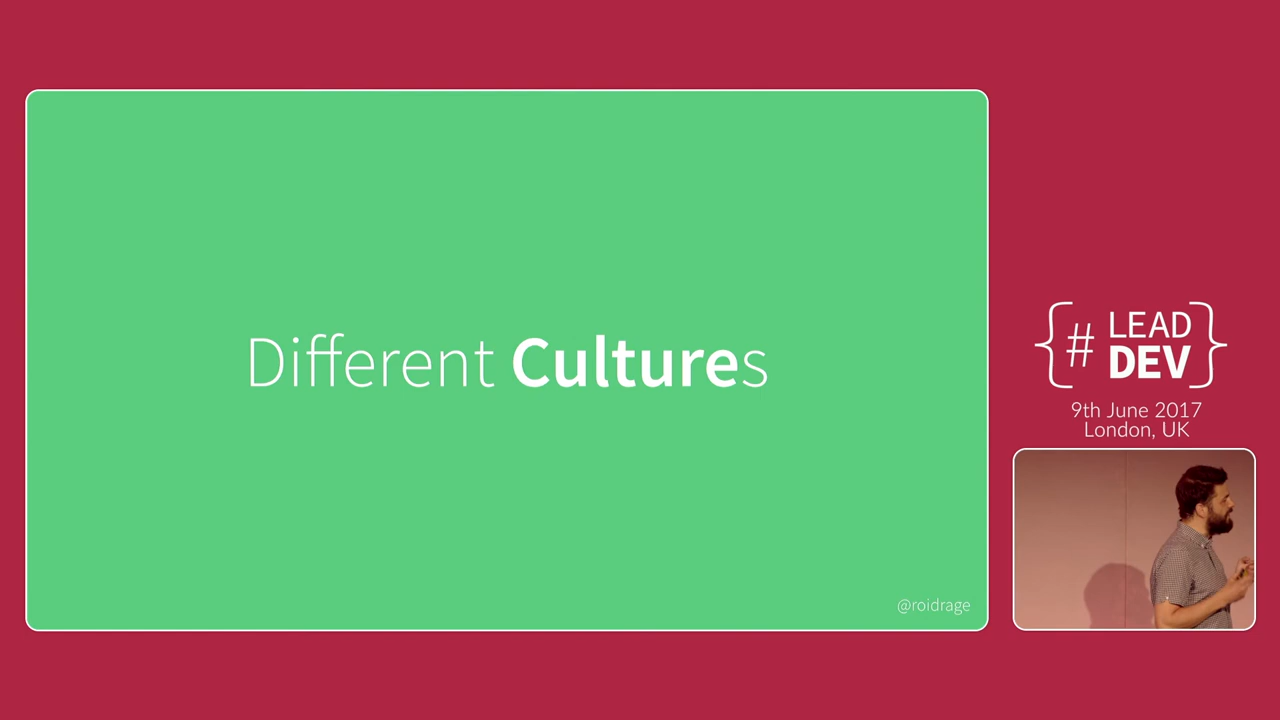 Different Cultures
@roidrage
{# LEAD DEV}
9th June 2017
London, UK